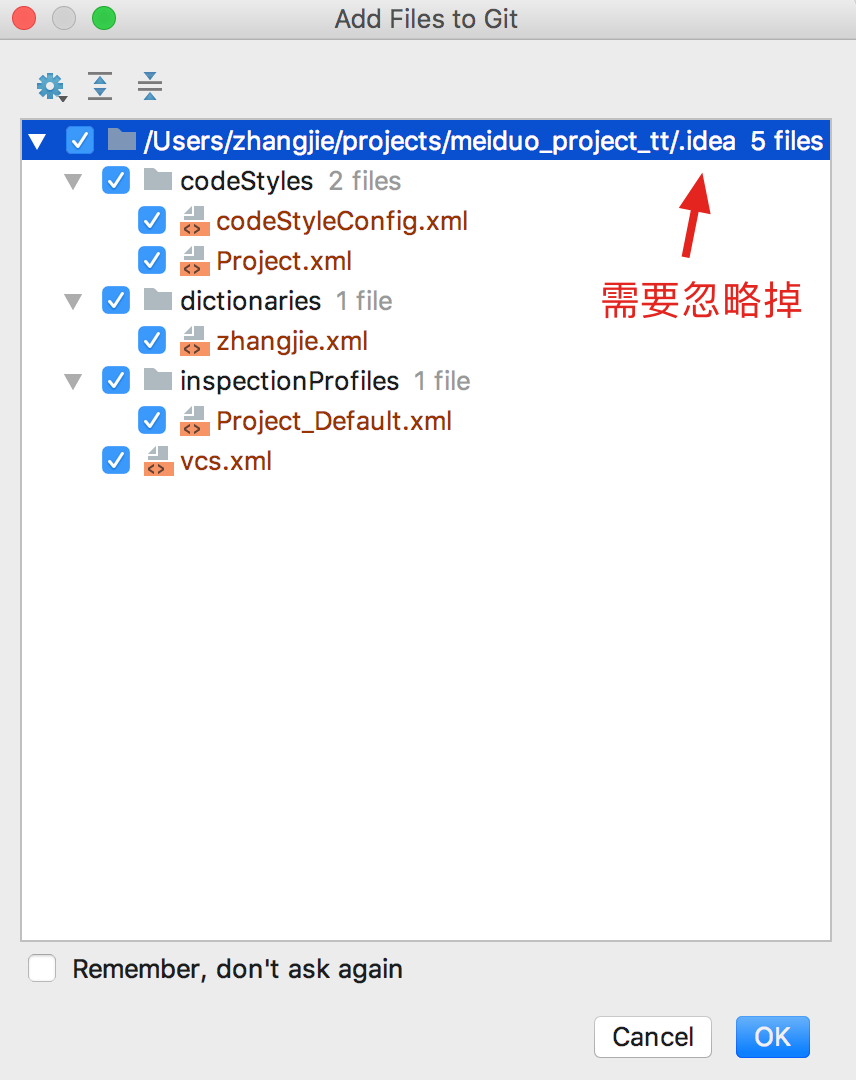 Add Files to Git
/Users/zhangjie/projects/meiduo_project_tt/.idea 5 files
codeStyles 2 files
codeStyleConfig.xml
Project.xml
需要忽略掉
dictionaries 1 file
zhangjie.xml
inspectionProfiles 1 file
Project_Default.xml
vcs.xml
Remember, don't ask again
Cancel OK